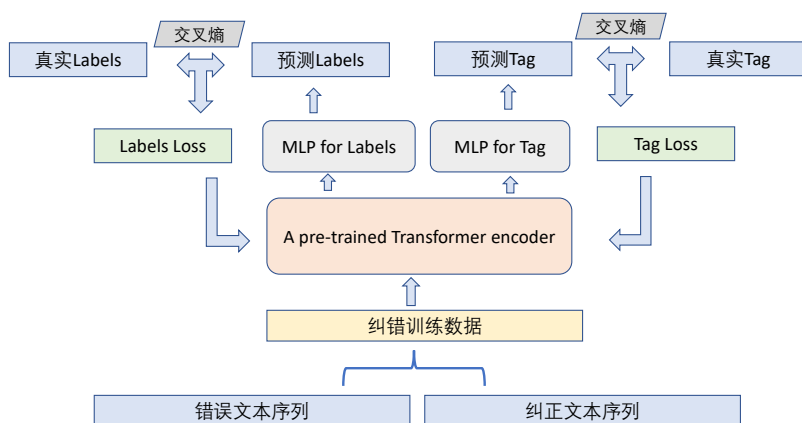 交叉熵
交叉熵
真实Labels
预测Labels
预测Tag
真实Tag
Labels Loss
MLP for Labels
MLP for Tag
Tag Loss
A pre-trained Transformer encoder
纠错训练数据
错误文本序列
纠正文本序列